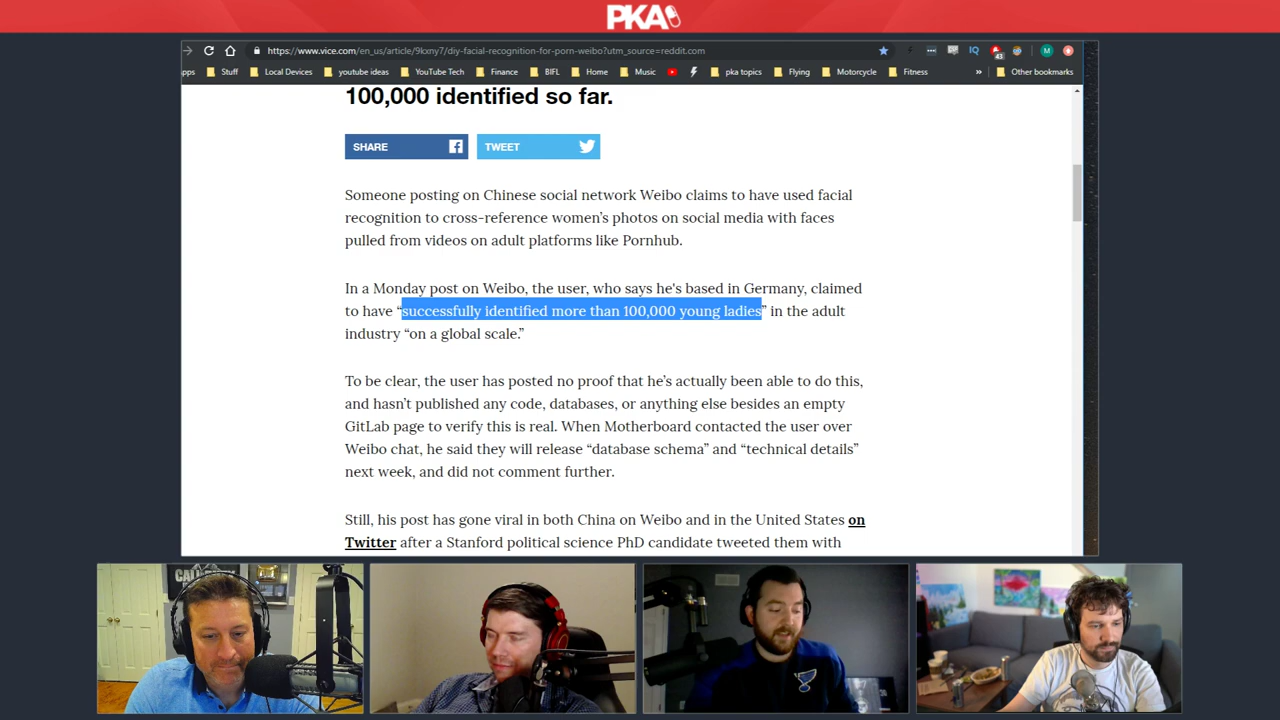 PKA
https://www.vice.com/en_us/article/9kxny7/diy-facial-recognition-for-porn-weibo?utm_source=reddit.com
pps Stuff Local Devices youtube ideas YouTube Tech Finance BIFL Home Music pka topics Flying Motorcycle Fitness » Other bookmarks
100,000 identified so far.
SHARE TWEET
Someone posting on Chinese social network Weibo claims to have used facial
recognition to cross-reference women’s photos on social media with faces
pulled from videos on adult platforms like Pornhub.
In a Monday post on Weibo, the user, who says he's based in Germany, claimed
to have “successfully identified more than 100,000 young ladies” in the adult
industry “on a global scale.”
To be clear, the user has posted no proof that he’s actually been able to do this,
and hasn’t published any code, databases, or anything else besides an empty
GitLab page to verify this is real. When Motherboard contacted the user over
Weibo chat, he said they will release “database schema” and “technical details”
next week, and did not comment further.
Still, his post has gone viral in both China on Weibo and in the United States on
Twitter after a Stanford political science PhD candidate tweeted them with